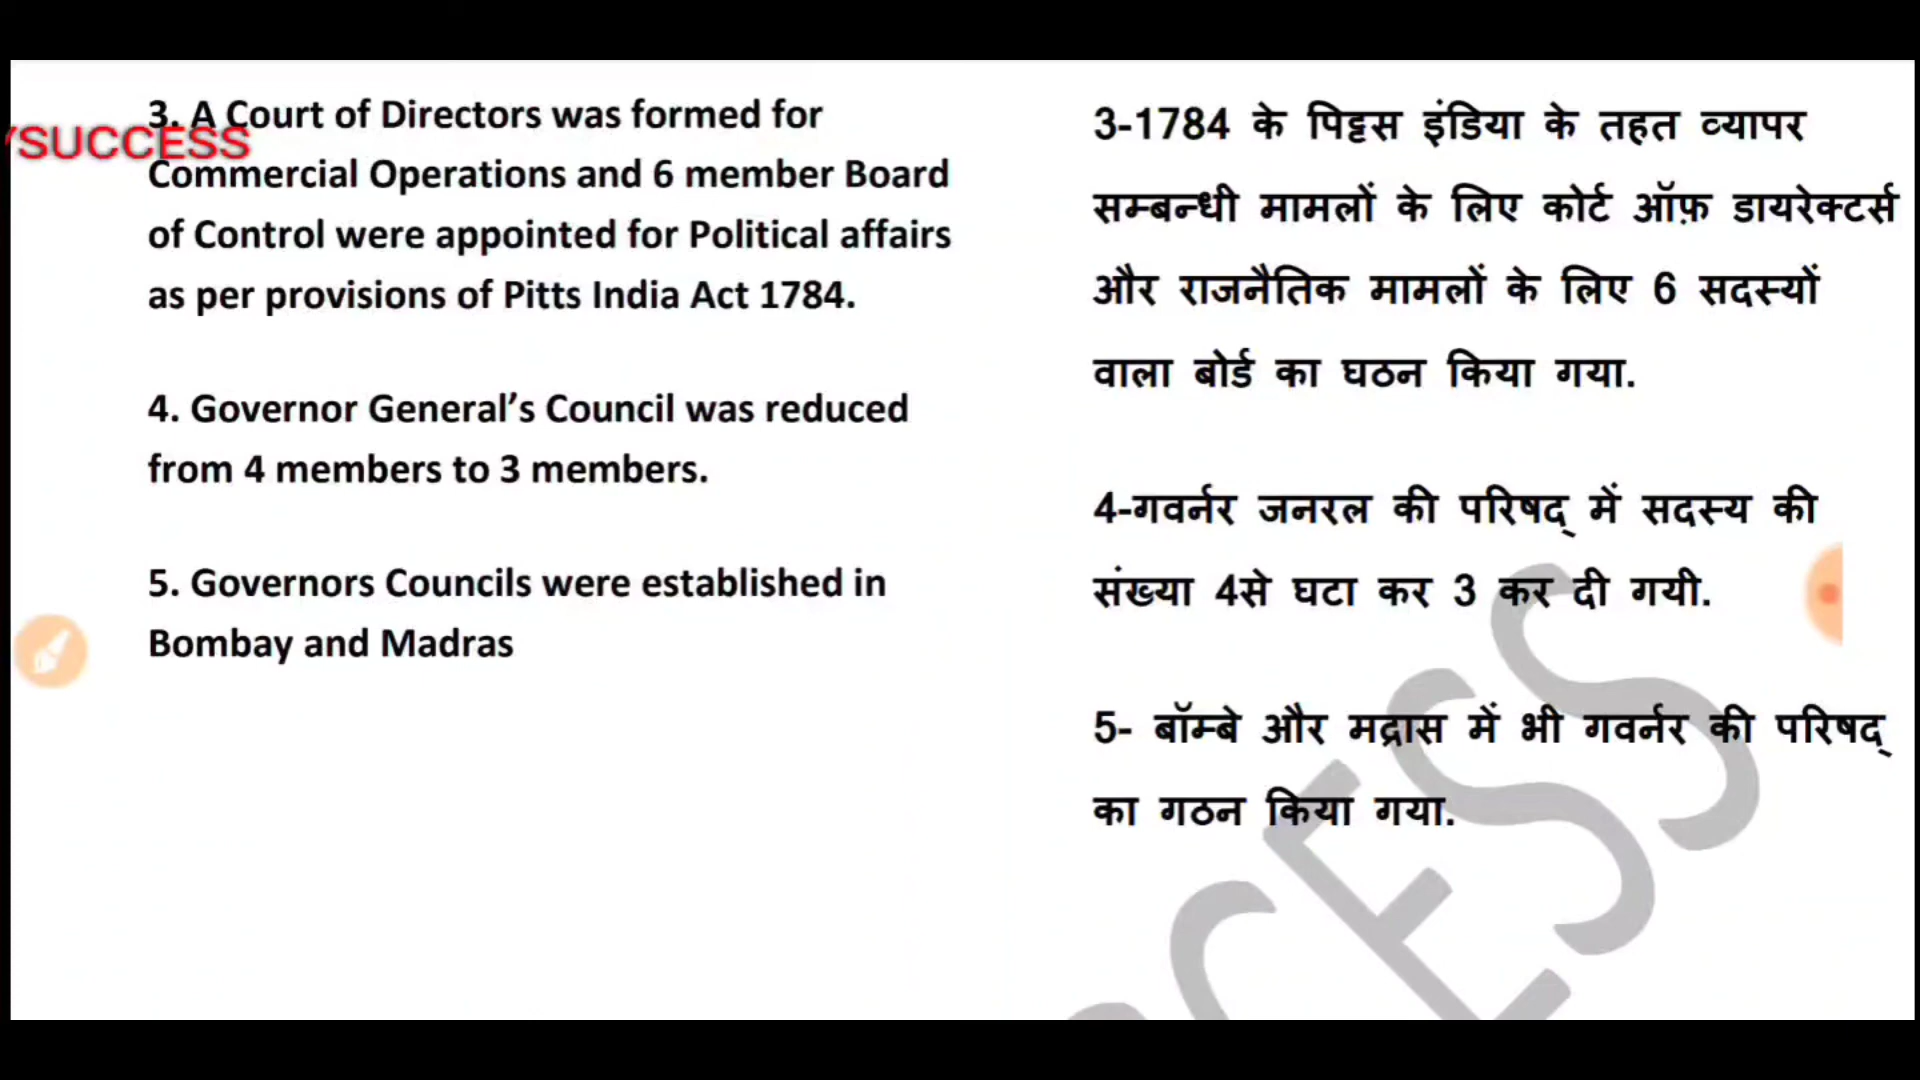 3. A Court of Directors was formed for
Commercial Operations and 6 member Board
of Control were appointed for Political affairs
as per provisions of Pitts India Act 1784.
4. Governor General’s Council was reduced
from 4 members to 3 members.
5. Governors Councils were established in
Bombay and Madras
SUCCESS
3-1784 के पिट्टस इंडिया के तहत व्यापर
सम्बन्धी मामलों के लिए कोर्ट ऑफ़ डायरेक्टर्स
और राजनैतिक मामलों के लिए 6 सदस्यों
वाला बोर्ड का घठन किया गया.
4-गवर्नर जनरल की परिषद् में सदस्य की
संख्या 4से घटा कर 3 कर दी गयी.
5- बॉम्बे और मद्रास में भी गवर्नर की परिषद्
का गठन किया गया.
CESS